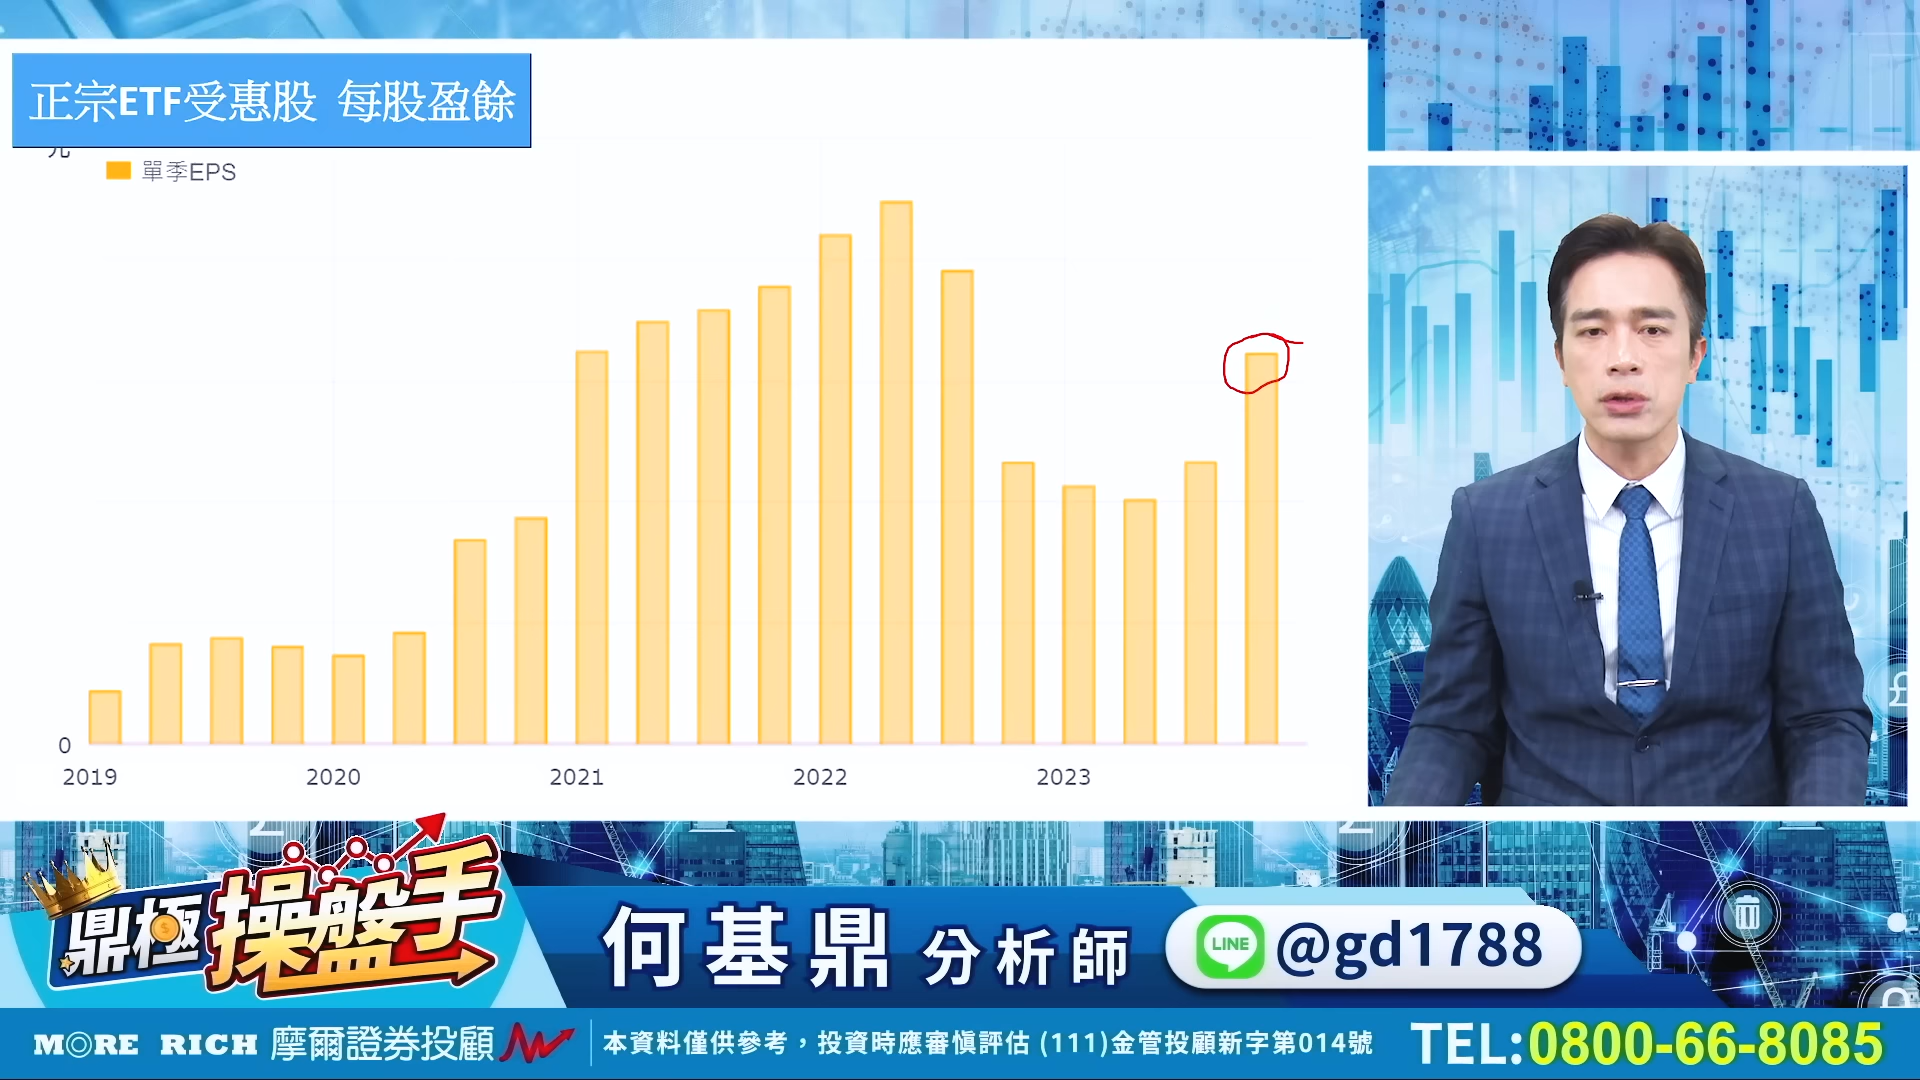 正宗ETF受惠股 每股盈餘
元
單季EPS
0
2019 2020 2021 2022 2023
鼎極操盤手
何基鼎 分析師
LINE @gd1788
MORE RICH 摩爾證券投顧
本資料僅供參考，投資時應審慎評估 (111)金管投顧新字第014號
TEL:0800-66-8085